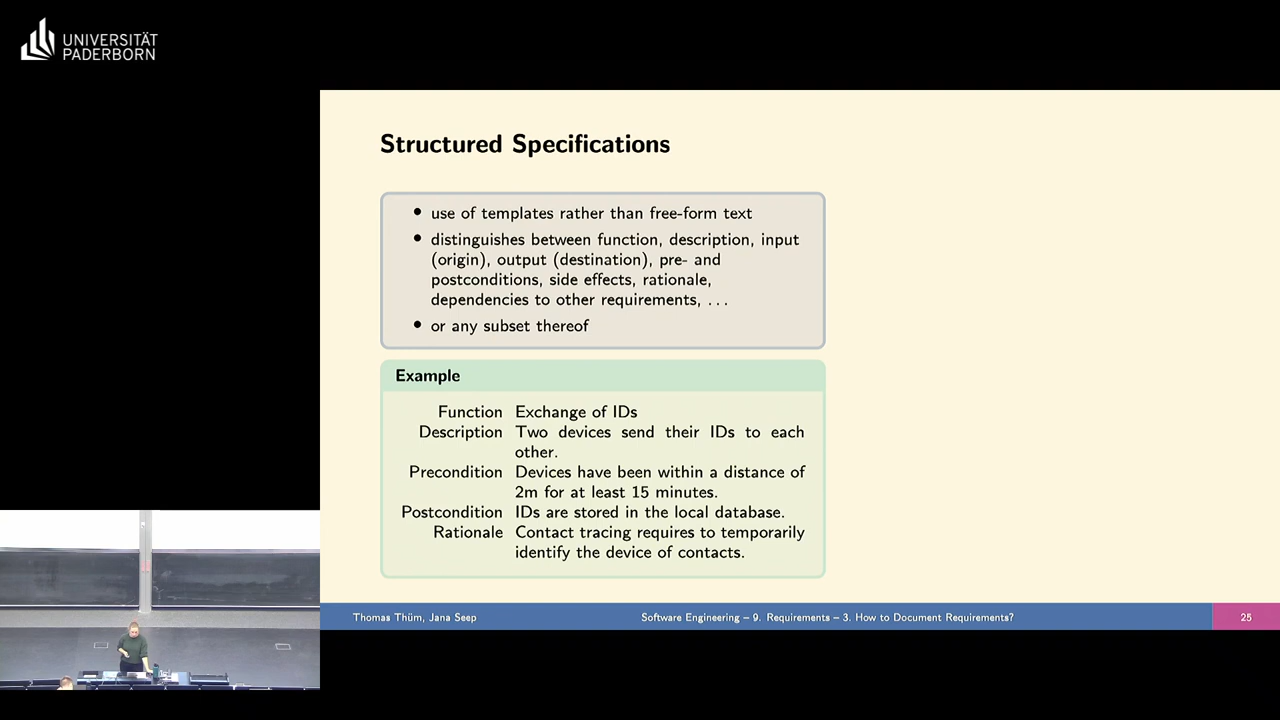 UNIVERSITÄT
PADERBORN
Structured Specifications
• use of templates rather than free-form text
• distinguishes between function, description, input
(origin), output (destination), pre- and
postconditions, side effects, rationale,
dependencies to other requirements, ...
• or any subset thereof
Example
Function Exchange of IDs
Description Two devices send their IDs to each
other.
Precondition Devices have been within a distance of
2m for at least 15 minutes.
Postcondition IDs are stored in the local database.
Rationale Contact tracing requires to temporarily
identify the device of contacts.
Thomas Thüm, Jana Seep Software Engineering – 9. Requirements – 3. How to Document Requirements? 25